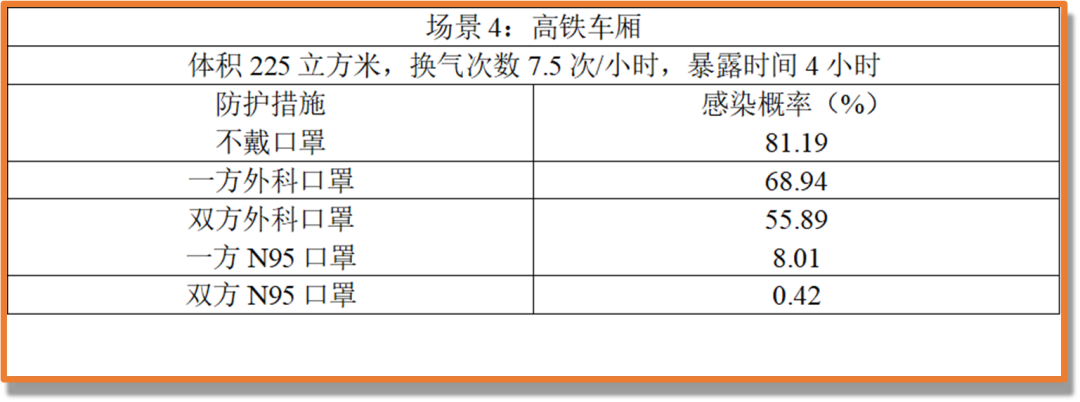 场景 4：高铁车厢
体积 225 立方米，换气次数 7.5 次/小时，暴露时间 4 小时
防护措施 感染概率（%）
不戴口罩 81.19
一方外科口罩 68.94
双方外科口罩 55.89
一方 N95 口罩 8.01
双方 N95 口罩 0.42